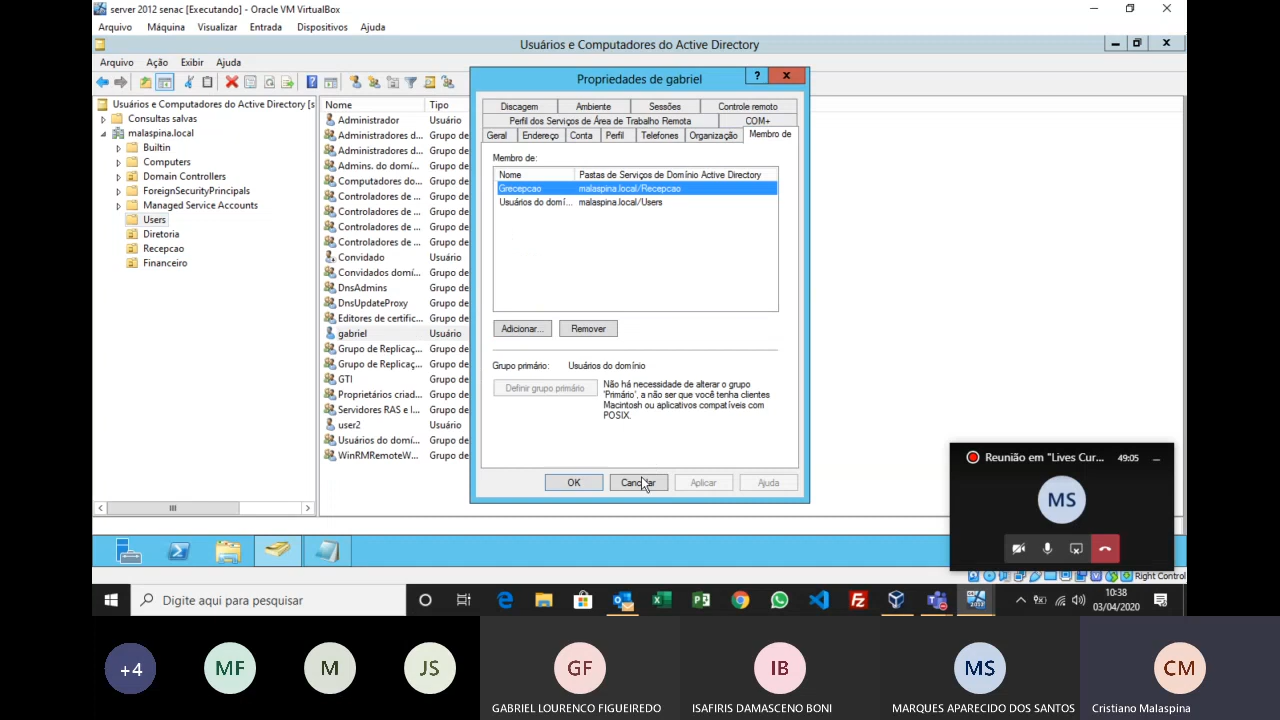 server 2012 senac [Executando] - Oracle VM VirtualBox
Arquivo Máquina Visualizar Entrada Dispositivos Ajuda
Usuários e Computadores do Active Directory
Arquivo Ação Exibir Ajuda
Usuários e Computadores do Active Directory [s
Consultas salvas
malaspina.local
Builtin
Computers
Domain Controllers
ForeignSecurityPrincipals
Managed Service Accounts
Users
Diretoria
Recepcao
Financeiro
Nome Tipo
Administrador Usuário
Administradores d... Grupo de
Administradores d... Grupo de
Admins. do domí... Grupo de
Computadores do... Grupo de
Controladores de ... Grupo de
Controladores de ... Grupo de
Controladores de ... Grupo de
Controladores de ... Grupo de
Convidado Usuário
Convidados domí... Grupo de
DnsAdmins Grupo de
DnsUpdateProxy Grupo de
Editores de certific... Grupo de
gabriel Usuário
Grupo de Replicaç... Grupo de
Grupo de Replicaç... Grupo de
GTI Grupo de
Proprietários criad... Grupo de
Servidores RAS e I... Grupo de
user2 Usuário
Usuários do domí... Grupo de
WinRMRemoteW... Grupo de
Propriedades de gabriel
?
Discagem Ambiente Sessões Controle remoto
Perfil dos Serviços de Área de Trabalho Remota COM+
Geral Endereço Conta Perfil Telefones Organização Membro de
Membro de:
Nome Pastas de Serviços de Domínio Active Directory
Grecepcao malaspina.local/Recepcao
Usuários do domí... malaspina.local/Users
Adicionar... Remover
Grupo primário: Usuários do domínio
Definir grupo primário
Não há necessidade de alterar o grupo
'Primário', a não ser que você tenha clientes
Macintosh ou aplicativos compatíveis com
POSIX.
OK Cancelar Aplicar Ajuda
Reunião em "Lives Cur... 49:05
MS
Right Control
Digite aqui para pesquisar
10:38
03/04/2020
+4 MF M JS GF IB MS CM
GABRIEL LOURENCO FIGUEIREDO ISAFIRIS DAMASCENO BONI MARQUES APARECIDO DOS SANTOS Cristiano Malaspina